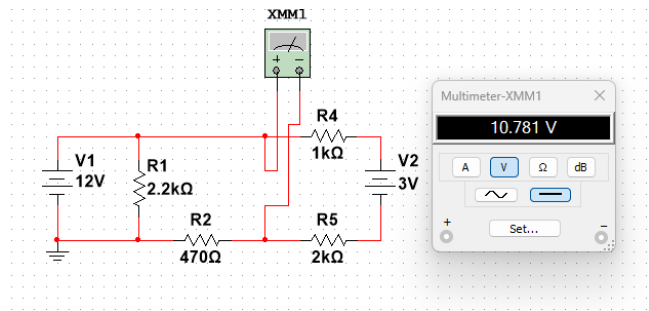 XMM1
+ −
R4
1kΩ
V1
12V
R1
2.2kΩ
V2
3V
R2
470Ω
R5
2kΩ
Multimeter-XMM1 ×
10.781 V
A V Ω dB
+ Set... −